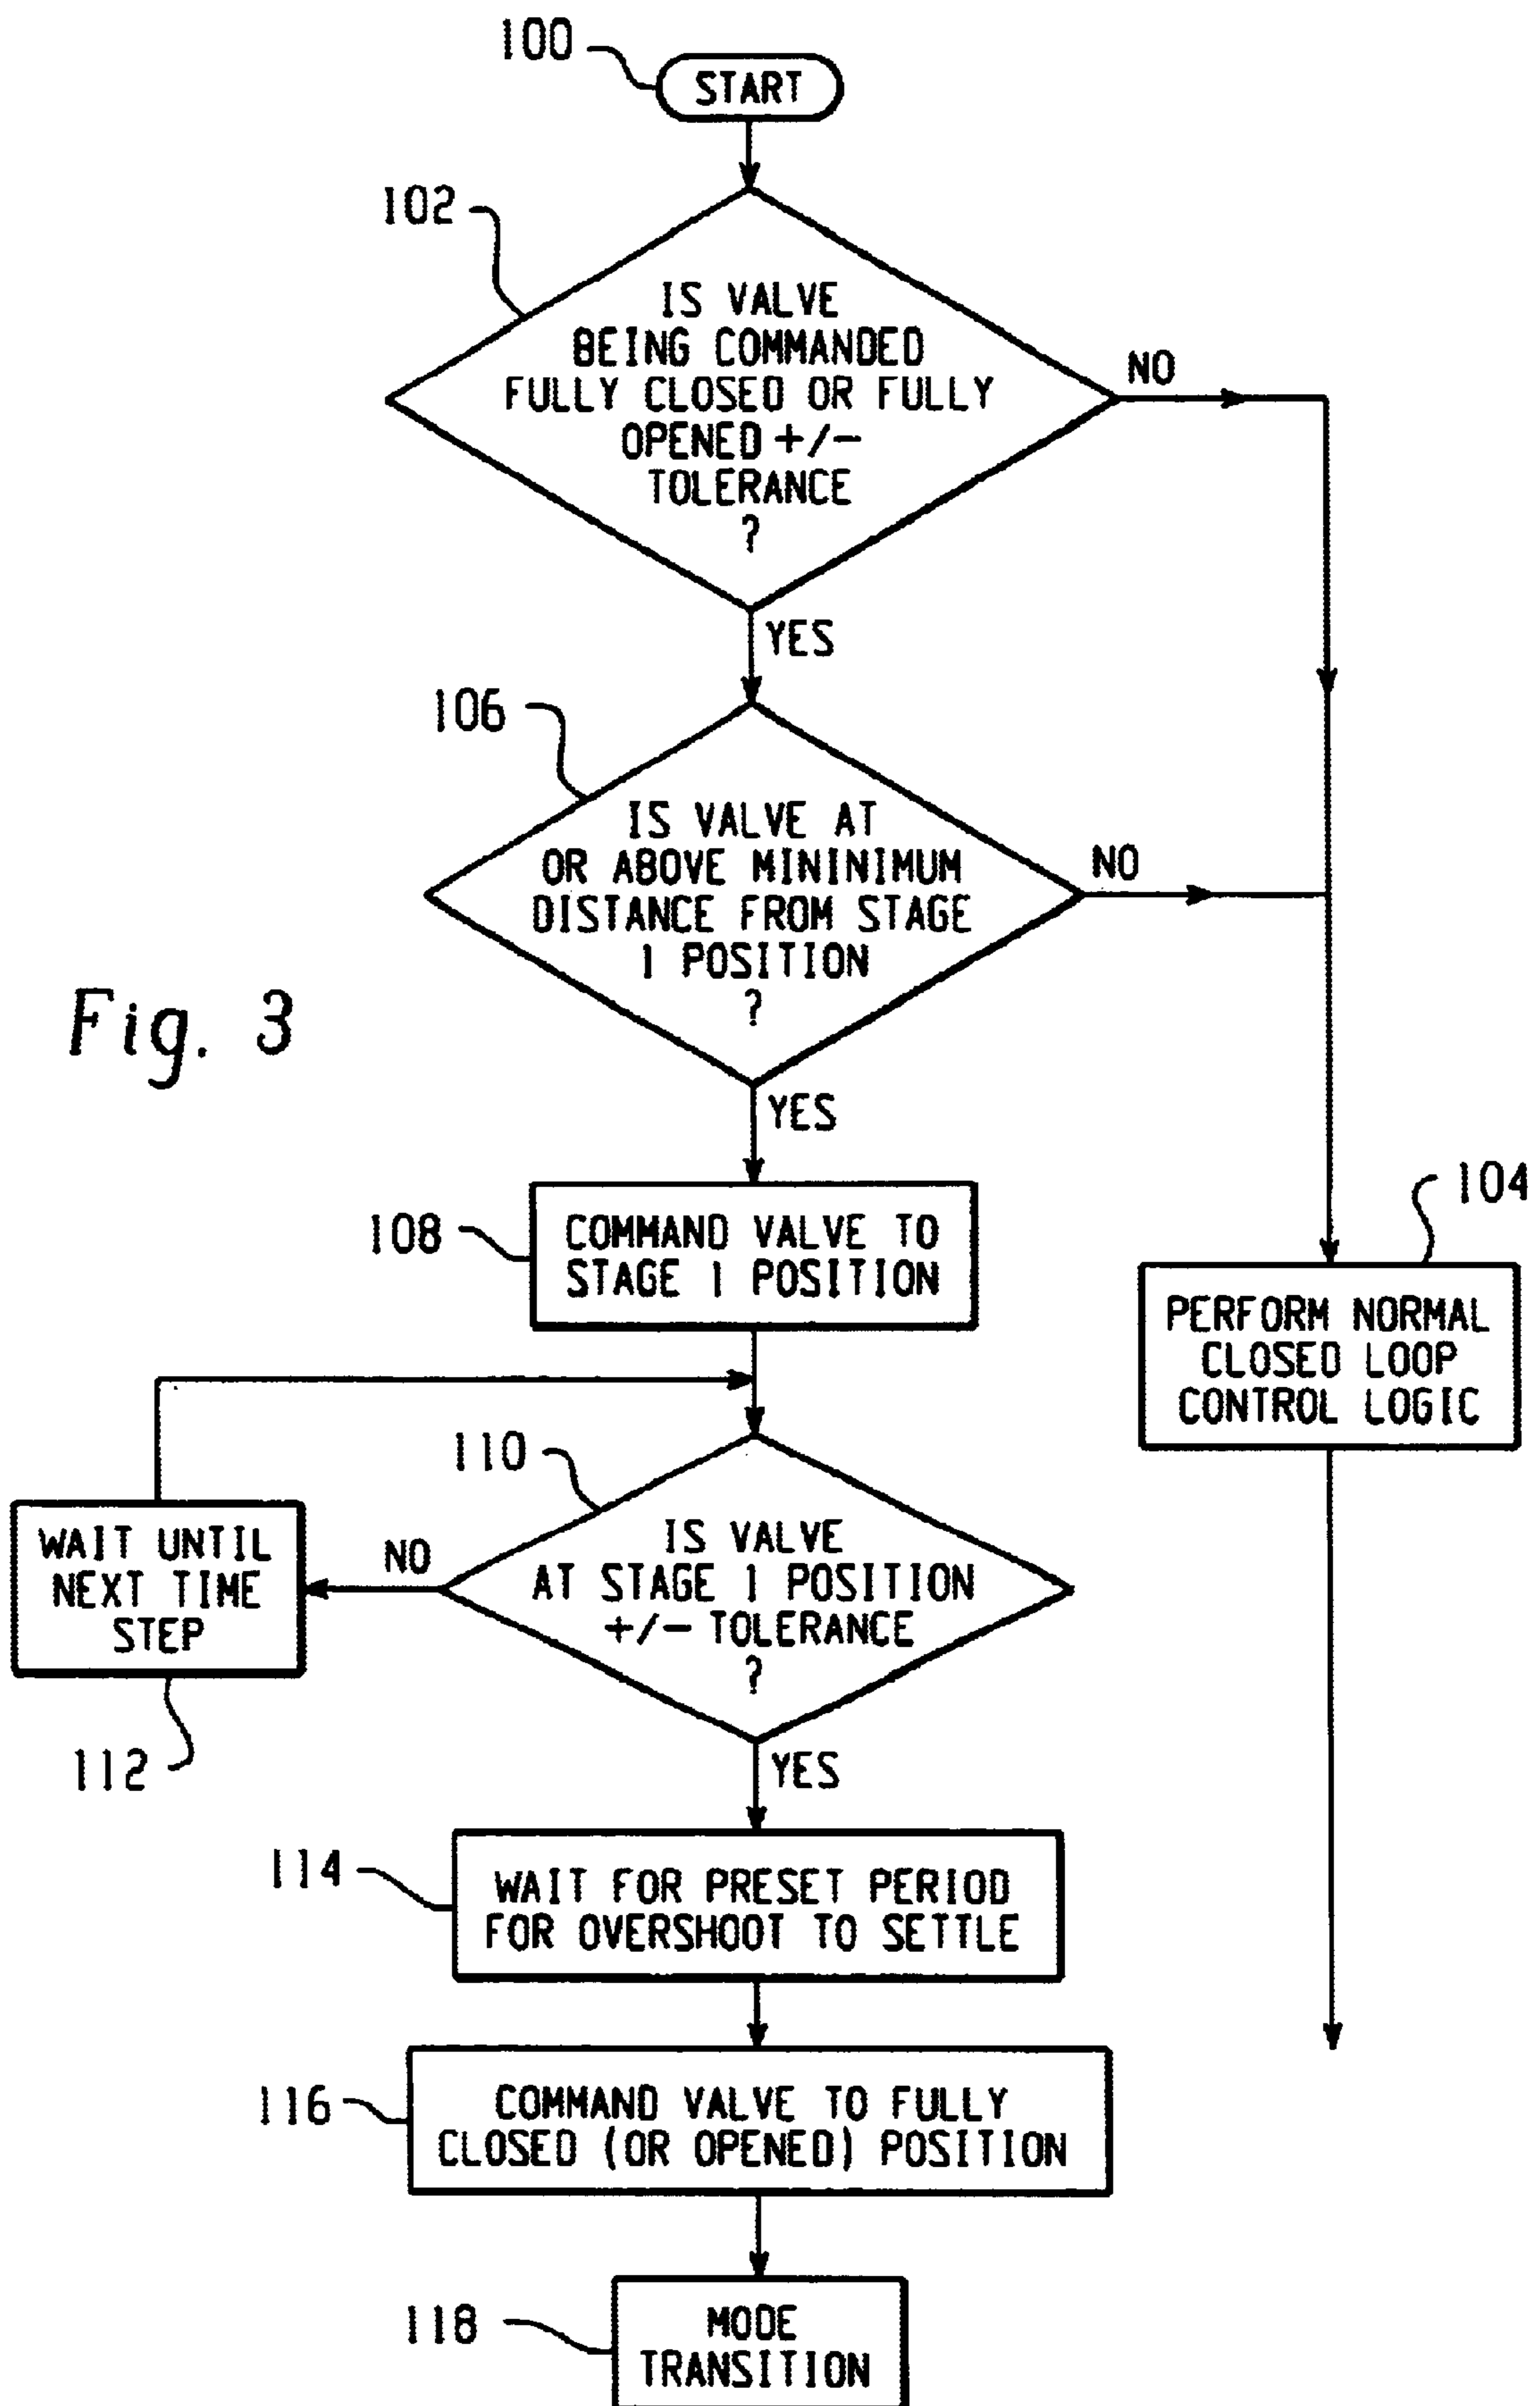 100
START
102
IS VALVE
BEING COMMANDED
FULLY CLOSED OR FULLY
OPENED +/-
TOLERANCE
?
NO
YES
106
IS VALVE AT
OR ABOVE MININIMUM
DISTANCE FROM STAGE
1 POSITION
?
NO
Fig. 3
YES
108
COMMAND VALVE TO
STAGE 1 POSITION
104
PERFORM NORMAL
CLOSED LOOP
CONTROL LOGIC
110
IS VALVE
AT STAGE 1 POSITION
+/- TOLERANCE
?
NO
WAIT UNTIL
NEXT TIME
STEP
112
YES
114
WAIT FOR PRESET PERIOD
FOR OVERSHOOT TO SETTLE
116
COMMAND VALVE TO FULLY
CLOSED (OR OPENED) POSITION
118
MODE
TRANSITION